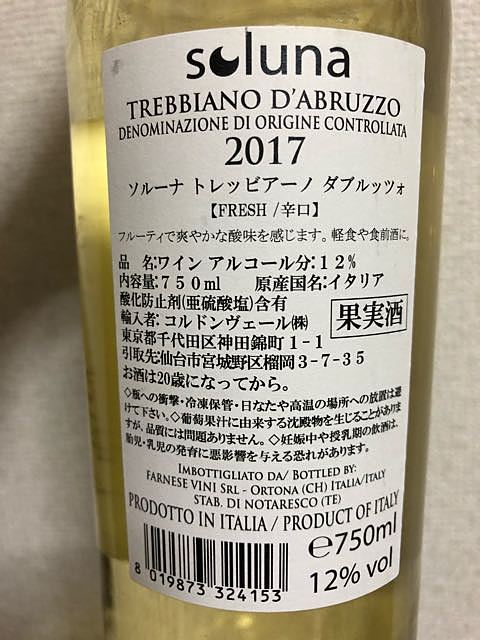 soluna
TREBBIANO D'ABRUZZO
DENOMINAZIONE DI ORIGINE CONTROLLATA
2017
ソルーナ トレッビアーノ ダブルッツォ
【FRESH /辛口】
フルーティで爽やかな酸味を感じます。軽食や食前酒に。
品 名:ワイン アルコール分:12%
内容量:750ml 原産国名:イタリア
酸化防止剤(亜硫酸塩)含有
輸入者:コルドンヴェール㈱
果実酒
東京都千代田区神田錦町1-1
引取先:仙台市宮城野区榴岡3-7-35
お酒は20歳になってから。
◇瓶への衝撃・冷凍保管・日なたや高温の場所への放置は避
けて下さい。◇葡萄果汁に由来する沈殿物を生じることがありま
すが、品質には問題ありません。◇妊娠中や授乳期の飲酒は、
胎児・乳児の発育に悪影響を与える恐れがあります。
IMBOTTIGLIATO DA/ BOTTLED BY:
FARNESE VINI SRL - ORTONA (CH) ITALIA/ITALY
STAB. DI NOTARESCO (TE)
PRODOTTO IN ITALIA / PRODUCT OF ITALY
℮750ml
12% vol
8 019873 324153